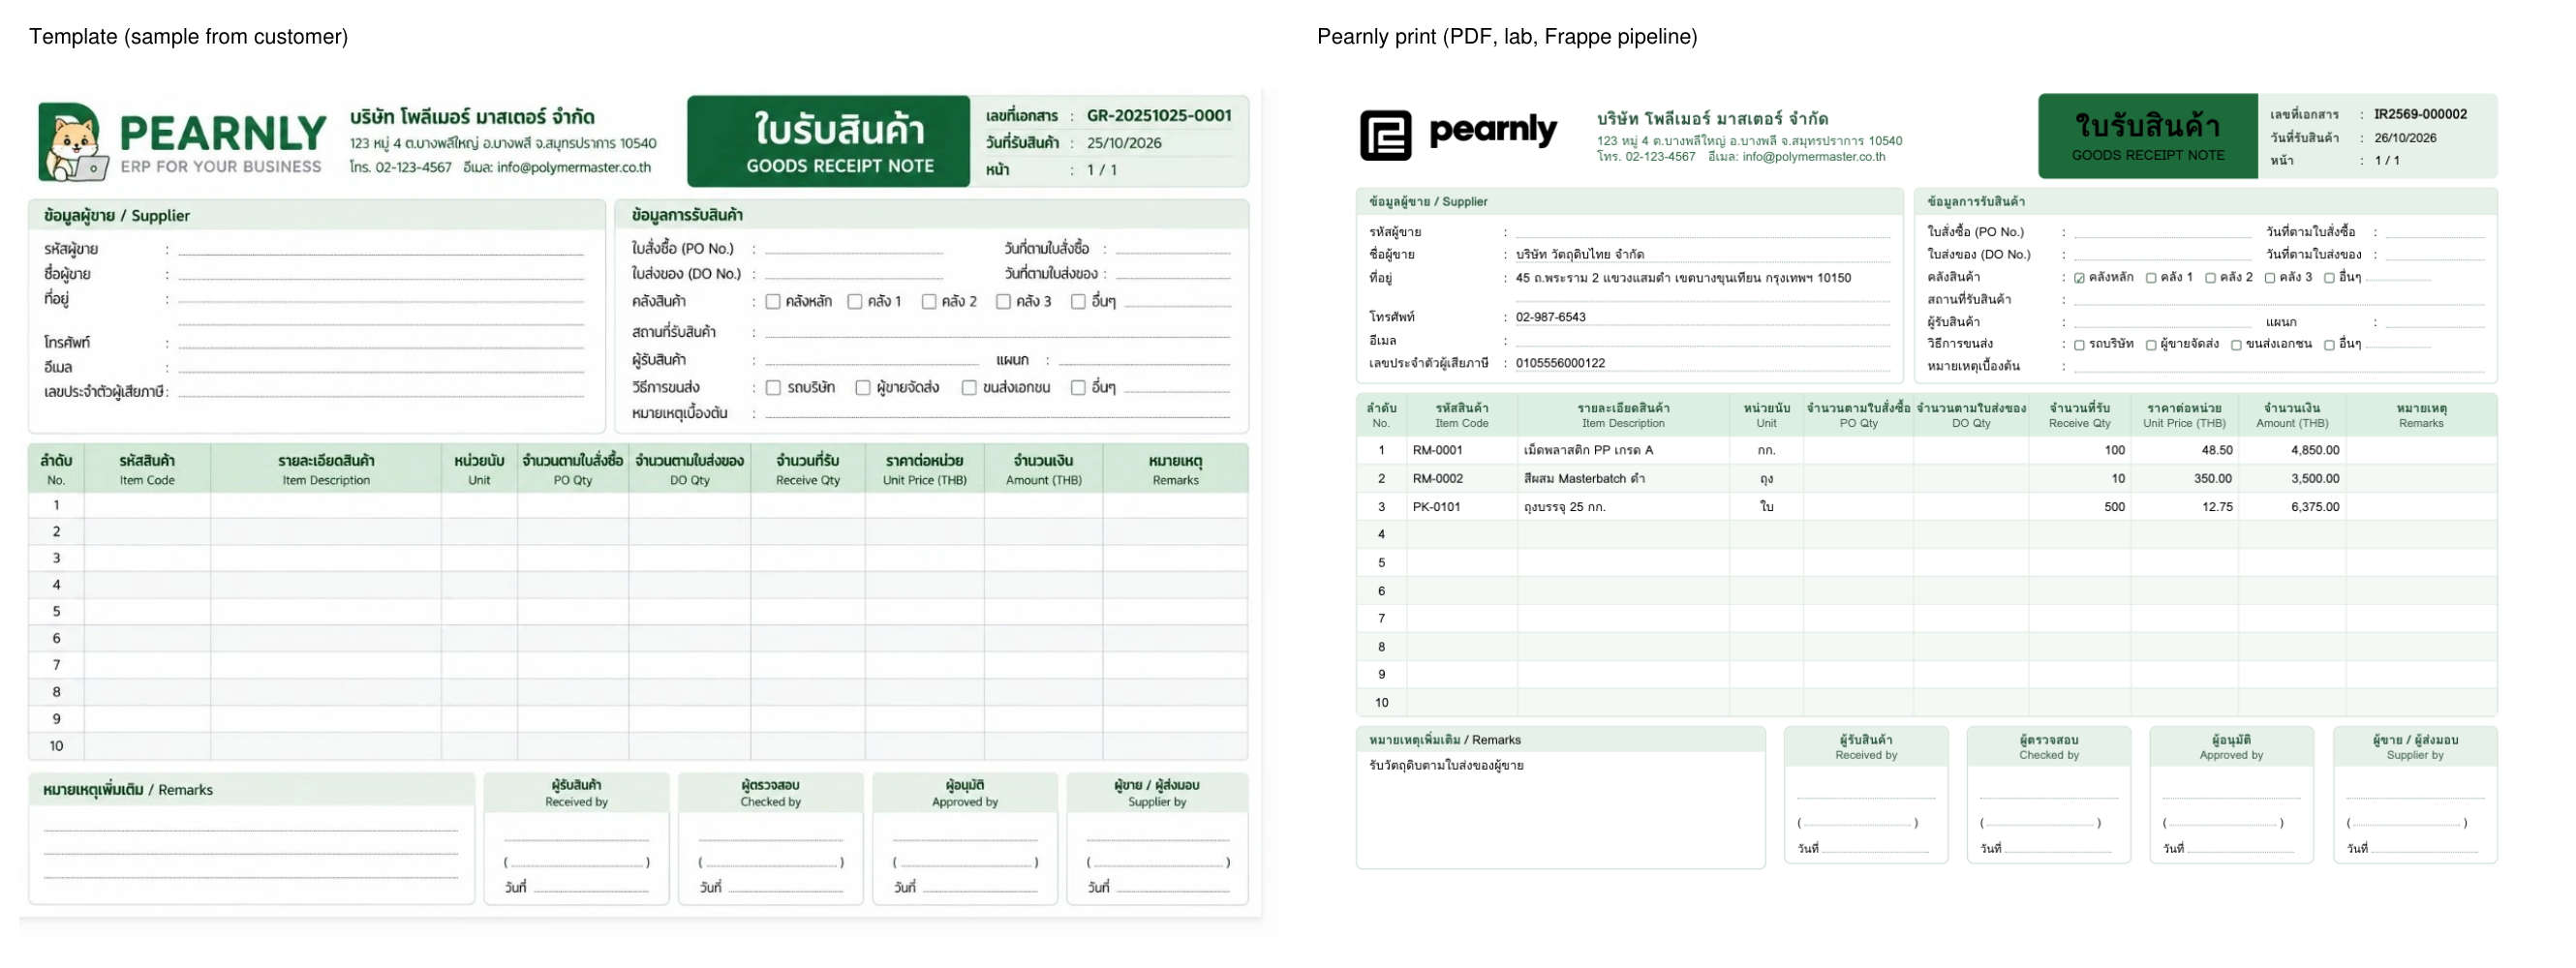 Template (sample from customer)
PEARNLY
ERP FOR YOUR BUSINESS
บริษัท โพลีเมอร์ มาสเตอร์ จำกัด
123 หมู่ 4 ต.บางพลีใหญ่ อ.บางพลี จ.สมุทรปราการ 10540
โทร. 02-123-4567 อีเมล: info@polymermaster.co.th
ใบรับสินค้า
GOODS RECEIPT NOTE
เลขที่เอกสาร : GR-20251025-0001
วันที่รับสินค้า : 25/10/2026
หน้า : 1 / 1
ข้อมูลผู้ขาย / Supplier
รหัสผู้ขาย :
ชื่อผู้ขาย :
ที่อยู่ :
โทรศัพท์ :
อีเมล :
เลขประจำตัวผู้เสียภาษี :
ข้อมูลการรับสินค้า
ใบสั่งซื้อ (PO No.) : วันที่ตามใบสั่งซื้อ :
ใบส่งของ (DO No.) : วันที่ตามใบส่งของ :
คลังสินค้า : คลังหลัก คลัง 1 คลัง 2 คลัง 3 อื่นๆ
สถานที่รับสินค้า :
ผู้รับสินค้า : แผนก :
วิธีการขนส่ง : รถบริษัท ผู้ขายจัดส่ง ขนส่งเอกชน อื่นๆ
หมายเหตุเบื้องต้น :
ลำดับ รหัสสินค้า รายละเอียดสินค้า หน่วยนับ จำนวนตามใบสั่งซื้อ จำนวนตามใบส่งของ จำนวนที่รับ ราคาต่อหน่วย จำนวนเงิน หมายเหตุ
No. Item Code Item Description Unit PO Qty DO Qty Receive Qty Unit Price (THB) Amount (THB) Remarks
1
2
3
4
5
6
7
8
9
10
หมายเหตุเพิ่มเติม / Remarks
ผู้รับสินค้า ผู้ตรวจสอบ ผู้อนุมัติ ผู้ขาย / ผู้ส่งมอบ
Received by Checked by Approved by Supplier by
( ) ( ) ( ) ( )
วันที่ วันที่ วันที่ วันที่
Pearnly print (PDF, lab, Frappe pipeline)
pearnly
บริษัท โพลีเมอร์ มาสเตอร์ จำกัด
123 หมู่ 4 ต.บางพลีใหญ่ อ.บางพลี จ.สมุทรปราการ 10540
โทร. 02-123-4567 อีเมล: info@polymermaster.co.th
ใบรับสินค้า
GOODS RECEIPT NOTE
เลขที่เอกสาร : IR2569-000002
วันที่รับสินค้า : 26/10/2026
หน้า : 1 / 1
ข้อมูลผู้ขาย / Supplier
รหัสผู้ขาย :
ชื่อผู้ขาย : บริษัท วัตถุดิบไทย จำกัด
ที่อยู่ : 45 ถ.พระราม 2 แขวงแสมดำ เขตบางขุนเทียน กรุงเทพฯ 10150
โทรศัพท์ : 02-987-6543
อีเมล :
เลขประจำตัวผู้เสียภาษี : 0105556000122
ข้อมูลการรับสินค้า
ใบสั่งซื้อ (PO No.) : วันที่ตามใบสั่งซื้อ :
ใบส่งของ (DO No.) : วันที่ตามใบส่งของ :
คลังสินค้า : คลังหลัก คลัง 1 คลัง 2 คลัง 3 อื่นๆ
สถานที่รับสินค้า :
ผู้รับสินค้า : แผนก :
วิธีการขนส่ง : รถบริษัท ผู้ขายจัดส่ง ขนส่งเอกชน อื่นๆ
หมายเหตุเบื้องต้น :
ลำดับ รหัสสินค้า รายละเอียดสินค้า หน่วยนับ จำนวนตามใบสั่งซื้อ จำนวนตามใบส่งของ จำนวนที่รับ ราคาต่อหน่วย จำนวนเงิน หมายเหตุ
No. Item Code Item Description Unit PO Qty DO Qty Receive Qty Unit Price (THB) Amount (THB) Remarks
1 RM-0001 เม็ดพลาสติก PP เกรด A กก. 100 48.50 4,850.00
2 RM-0002 สีผสม Masterbatch ดำ ถุง 10 350.00 3,500.00
3 PK-0101 ถุงบรรจุ 25 กก. ใบ 500 12.75 6,375.00
4
5
6
7
8
9
10
หมายเหตุเพิ่มเติม / Remarks
รับวัตถุดิบตามใบส่งของผู้ขาย
ผู้รับสินค้า ผู้ตรวจสอบ ผู้อนุมัติ ผู้ขาย / ผู้ส่งมอบ
Received by Checked by Approved by Supplier by
( ) ( ) ( ) ( )
วันที่ วันที่ วันที่ วันที่